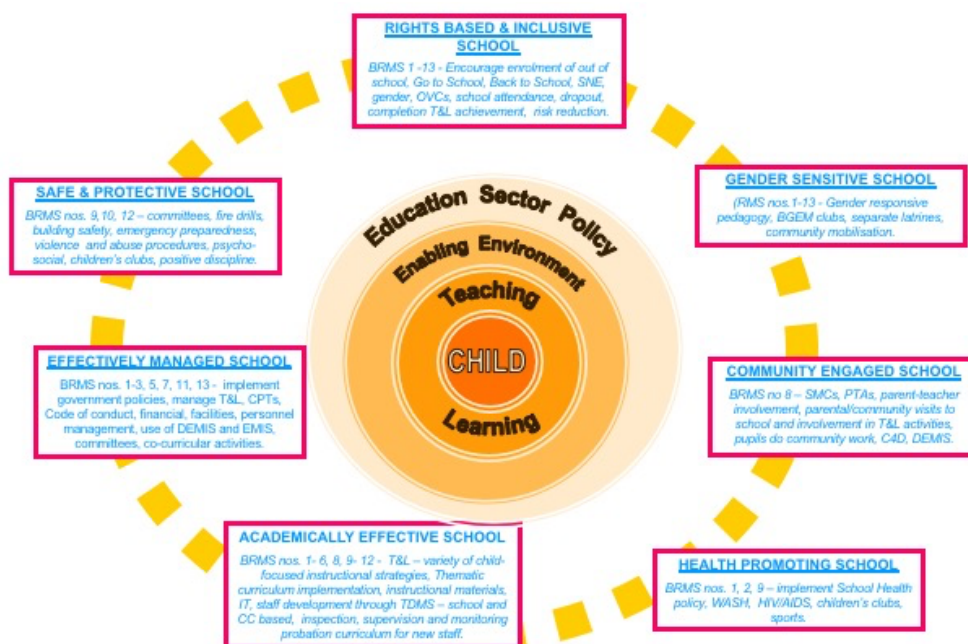 RIGHTS BASED & INCLUSIVE
SCHOOL
BRMS 1 -13 - Encourage enrolment of out of
school, Go to School, Back to School, SNE,
gender, OVCs, school attendance, dropout,
completion T&L achievement, risk reduction.
SAFE & PROTECTIVE SCHOOL
BRMS nos. 9,10, 12 – committees, fire drills,
building safety, emergency preparedness,
violence and abuse procedures, psycho-
social, children's clubs, positive discipline.
GENDER SENSITIVE SCHOOL
(RMS nos.1-13 - Gender responsive
pedagogy, BGEM clubs, separate latrines,
community mobilisation.
Education Sector Policy
Enabling Environment
Teaching
CHILD
Learning
EFFECTIVELY MANAGED SCHOOL
BRMS nos. 1-3, 5, 7, 11, 13 - implement
government policies, manage T&L, CPTs,
Code of conduct, financial, facilities, personnel
management, use of DEMIS and EMIS,
committees, co-curricular activities.
COMMUNITY ENGAGED SCHOOL
BRMS no 8 – SMCs, PTAs, parent-teacher
involvement, parental/community visits to
school and involvement in T&L activities,
pupils do community work, C4D, DEMIS.
ACADEMICALLY EFFECTIVE SCHOOL
BRMS nos. 1- 6, 8, 9- 12 - T&L – variety of child-
focused instructional strategies, Thematic
curriculum implementation, instructional materials,
IT, staff development through TDMS – school and
CC based, inspection, supervision and monitoring
probation curriculum for new staff.
HEALTH PROMOTING SCHOOL
BRMS nos. 1, 2, 9 – implement School Health
policy, WASH, HIV/AIDS, children's clubs,
sports.